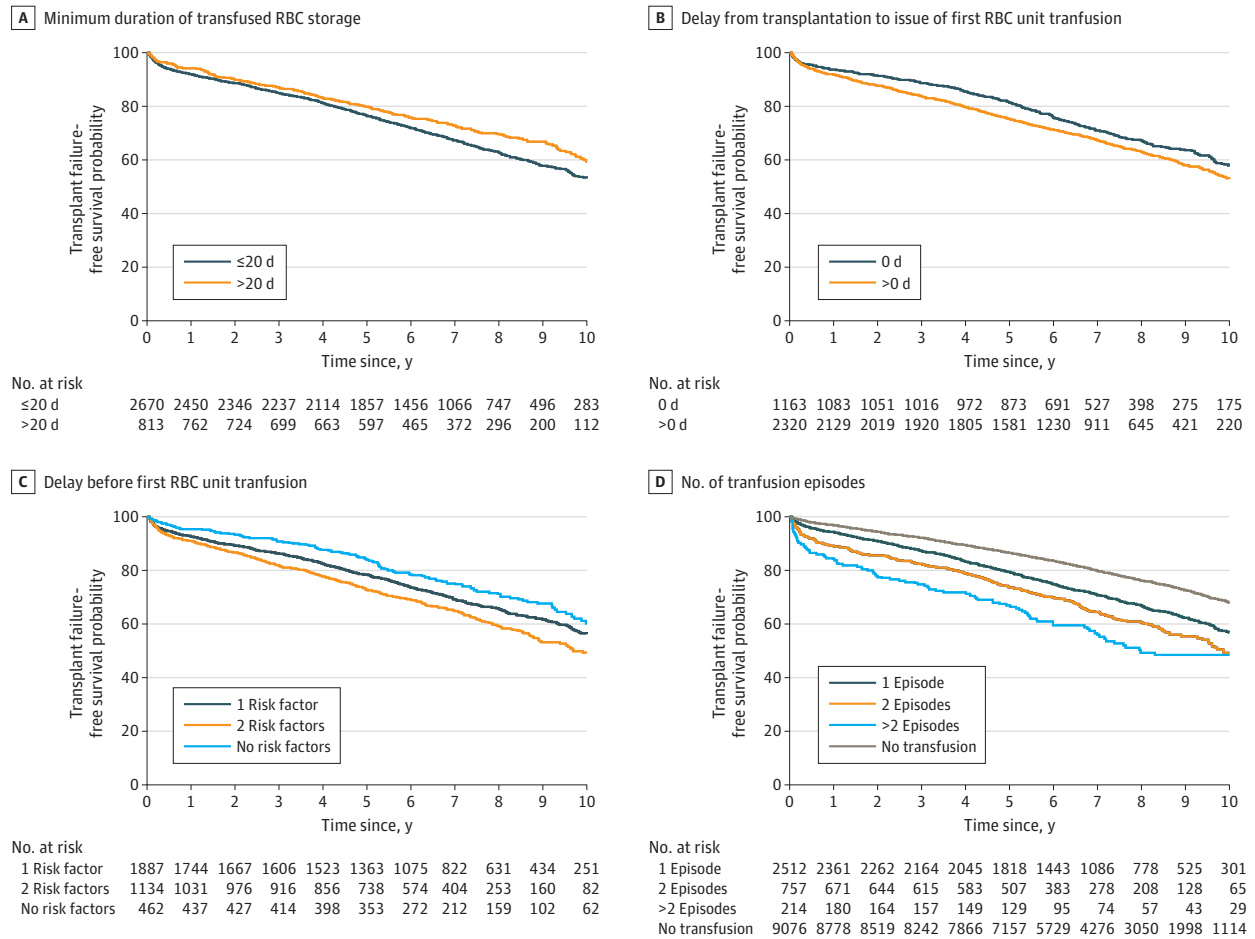 A Minimum duration of transfused RBC storage
Transplant failure-
free survival probability
100
80
60
40
20
0
≤20 d
>20 d
0 1 2 3 4 5 6 7 8 9 10
Time since, y
No. at risk
≤20 d 2670 2450 2346 2237 2114 1857 1456 1066 747 496 283
>20 d 813 762 724 699 663 597 465 372 296 200 112
B Delay from transplantation to issue of first RBC unit tranfusion
Transplant failure-
free survival probability
100
80
60
40
20
0
0 d
>0 d
0 1 2 3 4 5 6 7 8 9 10
Time since, y
No. at risk
0 d 1163 1083 1051 1016 972 873 691 527 398 275 175
>0 d 2320 2129 2019 1920 1805 1581 1230 911 645 421 220
C Delay before first RBC unit tranfusion
Transplant failure-
free survival probability
100
80
60
40
20
0
1 Risk factor
2 Risk factors
No risk factors
0 1 2 3 4 5 6 7 8 9 10
Time since, y
No. at risk
1 Risk factor 1887 1744 1667 1606 1523 1363 1075 822 631 434 251
2 Risk factors 1134 1031 976 916 856 738 574 404 253 160 82
No risk factors 462 437 427 414 398 353 272 212 159 102 62
D No. of tranfusion episodes
Transplant failure-
free survival probability
100
80
60
40
20
0
1 Episode
2 Episodes
>2 Episodes
No transfusion
0 1 2 3 4 5 6 7 8 9 10
Time since, y
No. at risk
1 Episode 2512 2361 2262 2164 2045 1818 1443 1086 778 525 301
2 Episodes 757 671 644 615 583 507 383 278 208 128 65
>2 Episodes 214 180 164 157 149 129 95 74 57 43 29
No transfusion 9076 8778 8519 8242 7866 7157 5729 4276 3050 1998 1114